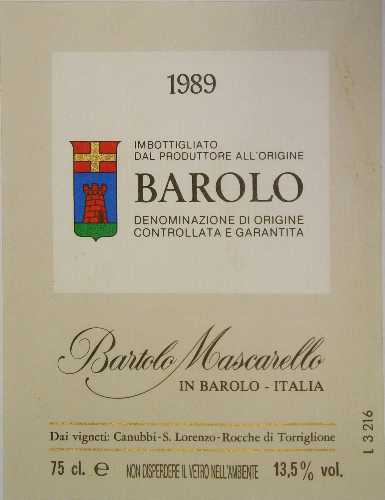 1989
IMBOTTIGLIATO
DAL PRODUTTORE ALL'ORIGINE
BAROLO
DENOMINAZIONE DI ORIGINE
CONTROLLATA E GARANTITA
Bartolo Mascarello
IN BAROLO - ITALIA
Dai vigneti: Canubbi - S. Lorenzo - Rocche di Torriglione
75 cl. e NON DISPERDERE IL VETRO NELL'AMBIENTE 13,5% vol.
L 3 216